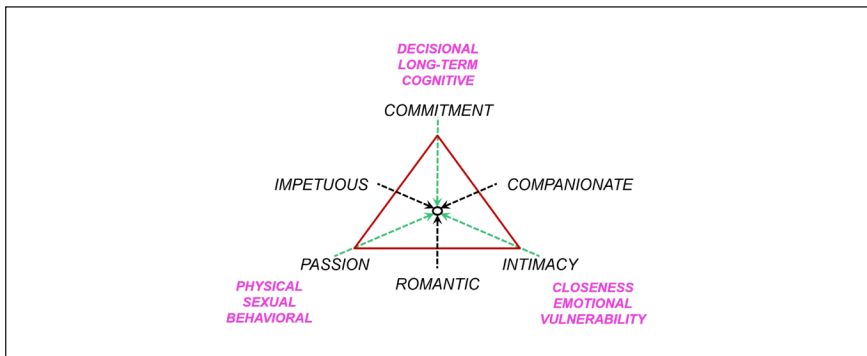 DECISIONAL
LONG-TERM
COGNITIVE
COMMITMENT
IMPETUOUS
COMPANIONATE
PASSION
ROMANTIC
INTIMACY
PHYSICAL
SEXUAL
BEHAVIORAL
CLOSENESS
EMOTIONAL
VULNERABILITY